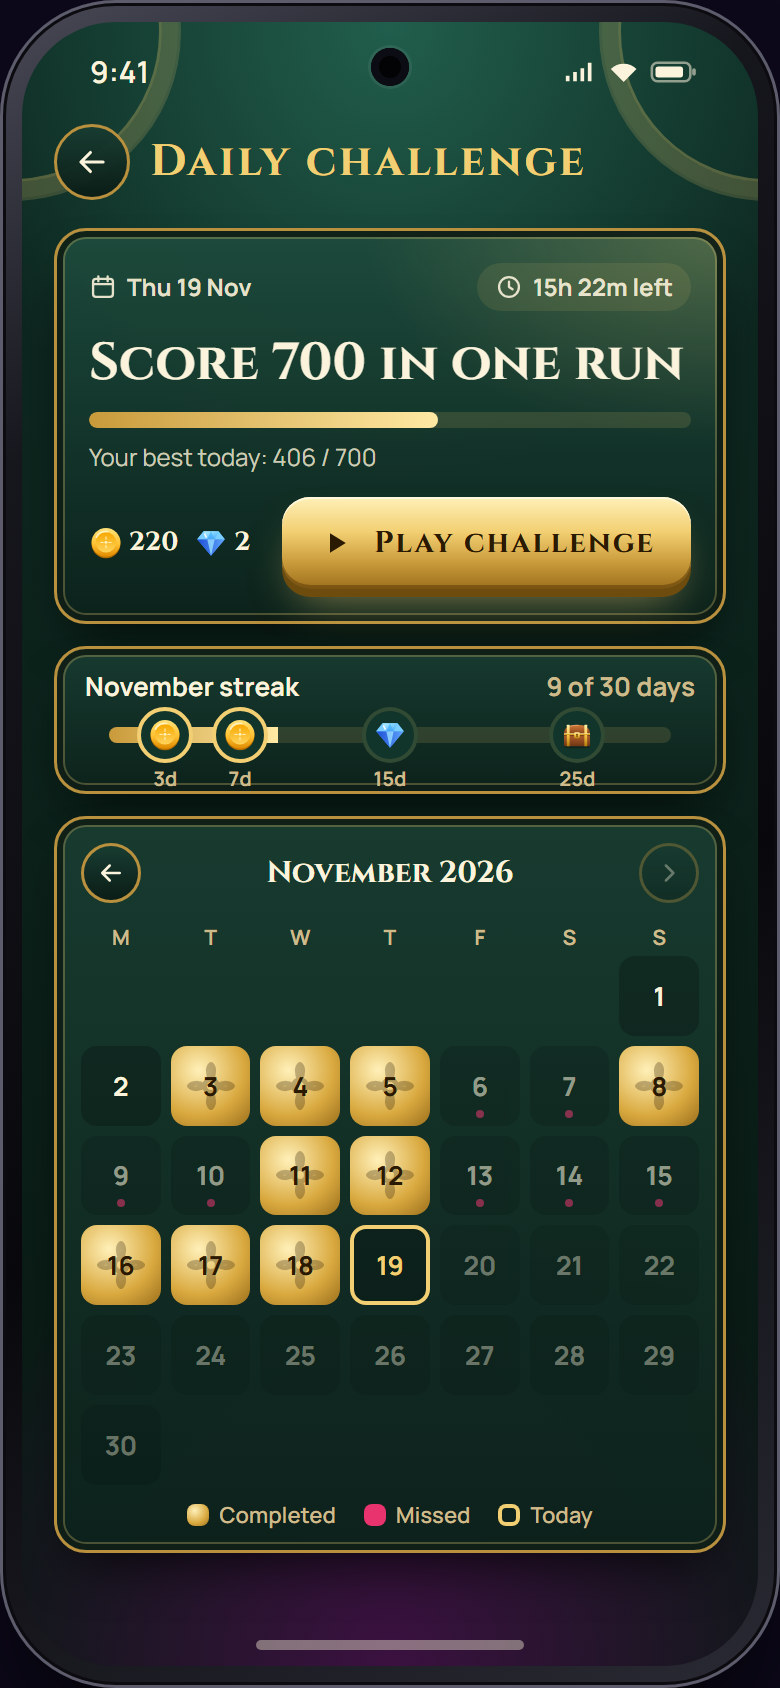 9:41
Daily challenge
Thu 19 Nov 15h 22m left
Score 700 in one run
Your best today: 406 / 700
220 2 Play challenge
November streak 9 of 30 days
3d 7d 15d 25d
November 2026
M T W T F S S
1
2 3 4 5 6 7 8
9 10 11 12 13 14 15
16 17 18 19 20 21 22
23 24 25 26 27 28 29
30
Completed Missed Today